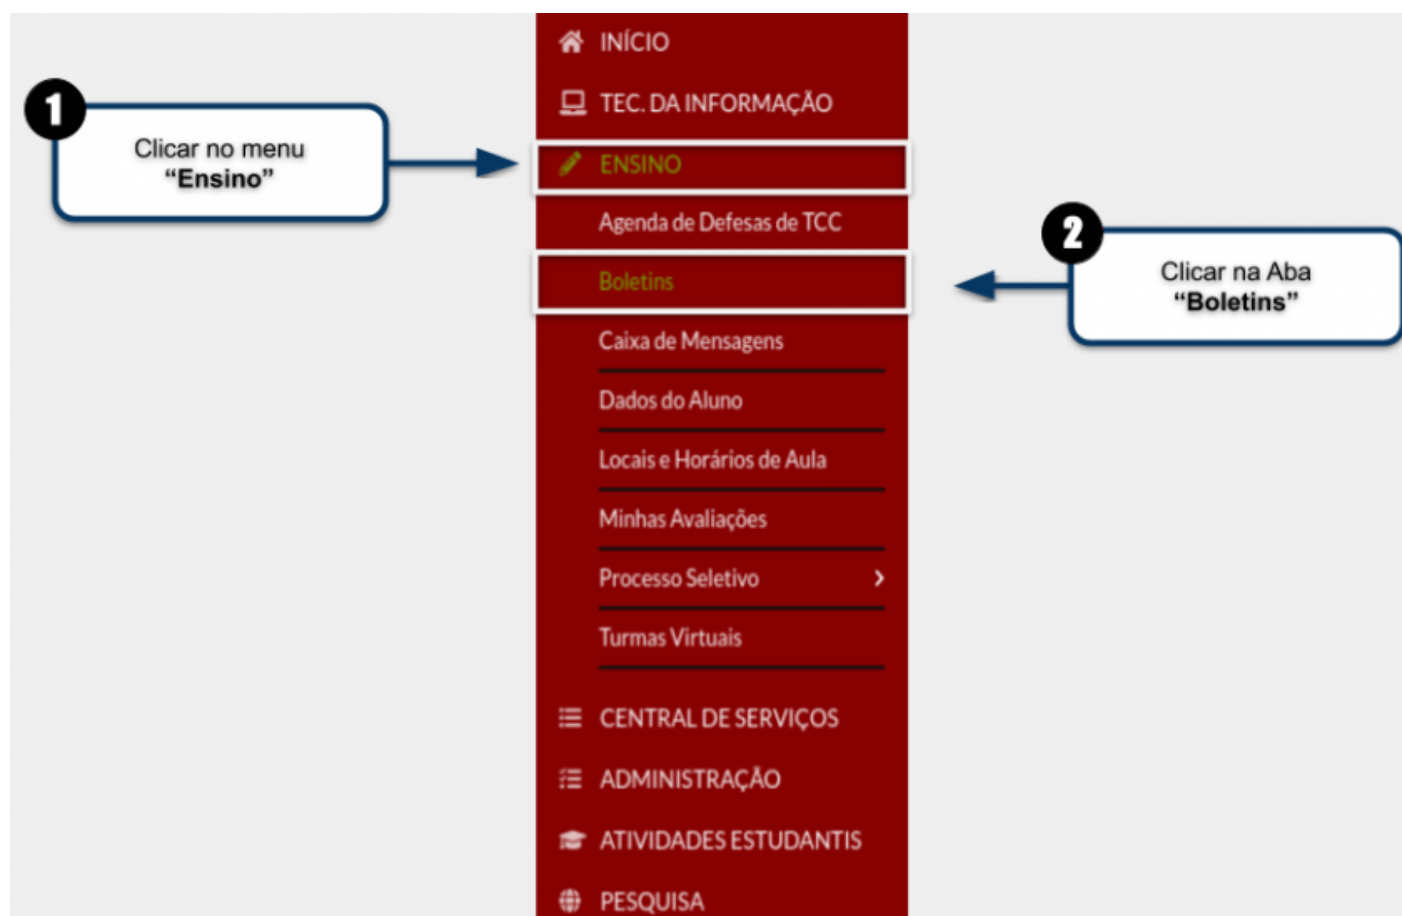 INÍCIO
TEC. DA INFORMAÇÃO
1
Clicar no menu
“Ensino”
ENSINO
Agenda de Defesas de TCC
2
Clicar na Aba
“Boletins”
Boletins
Caixa de Mensagens
Dados do Aluno
Locais e Horários de Aula
Minhas Avaliações
Processo Seletivo
Turmas Virtuais
CENTRAL DE SERVIÇOS
ADMINISTRAÇÃO
ATIVIDADES ESTUDANTIS
PESQUISA